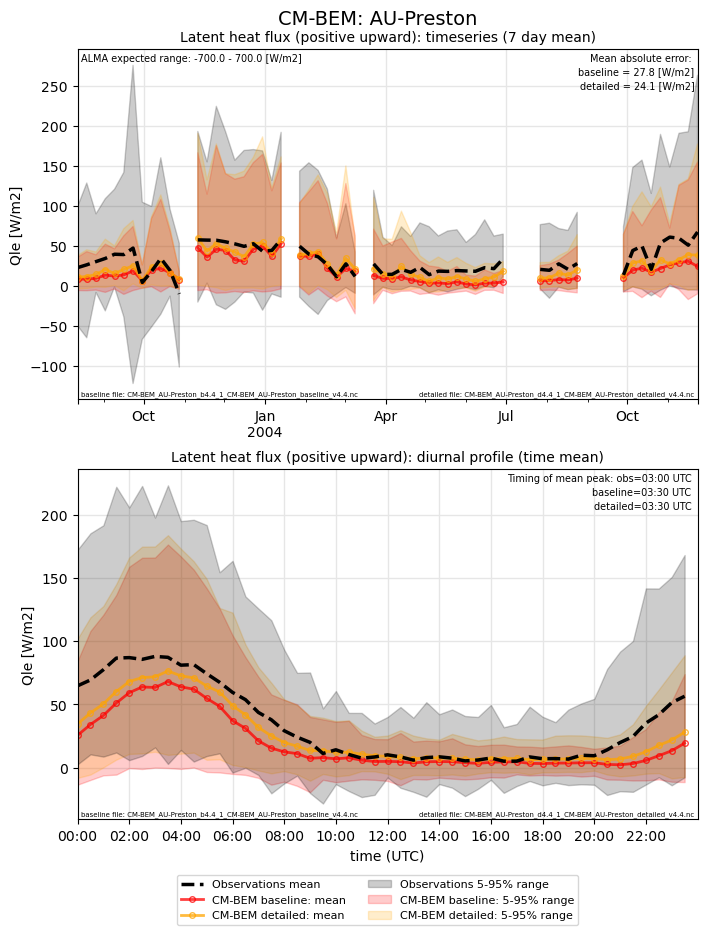 CM-BEM: AU-Preston
Latent heat flux (positive upward): timeseries (7 day mean)
ALMA expected range: -700.0 - 700.0 [W/m2]
Mean absolute error:
baseline = 27.8 [W/m2]
detailed = 24.1 [W/m2]
250
200
150
100
50
0
−50
−100
Qle [W/m2]
baseline file: CM-BEM_AU-Preston_b4.4_1_CM-BEM_AU-Preston_baseline_v4.4.nc
detailed file: CM-BEM_AU-Preston_d4.4_1_CM-BEM_AU-Preston_detailed_v4.4.nc
Oct Jan Apr Jul Oct
2004
Latent heat flux (positive upward): diurnal profile (time mean)
Timing of mean peak: obs=03:00 UTC
baseline=03:30 UTC
detailed=03:30 UTC
200
150
100
50
0
Qle [W/m2]
baseline file: CM-BEM_AU-Preston_b4.4_1_CM-BEM_AU-Preston_baseline_v4.4.nc
detailed file: CM-BEM_AU-Preston_d4.4_1_CM-BEM_AU-Preston_detailed_v4.4.nc
00:00 02:00 04:00 06:00 08:00 10:00 12:00 14:00 16:00 18:00 20:00 22:00
time (UTC)
Observations mean
CM-BEM baseline: mean
CM-BEM detailed: mean
Observations 5-95% range
CM-BEM baseline: 5-95% range
CM-BEM detailed: 5-95% range